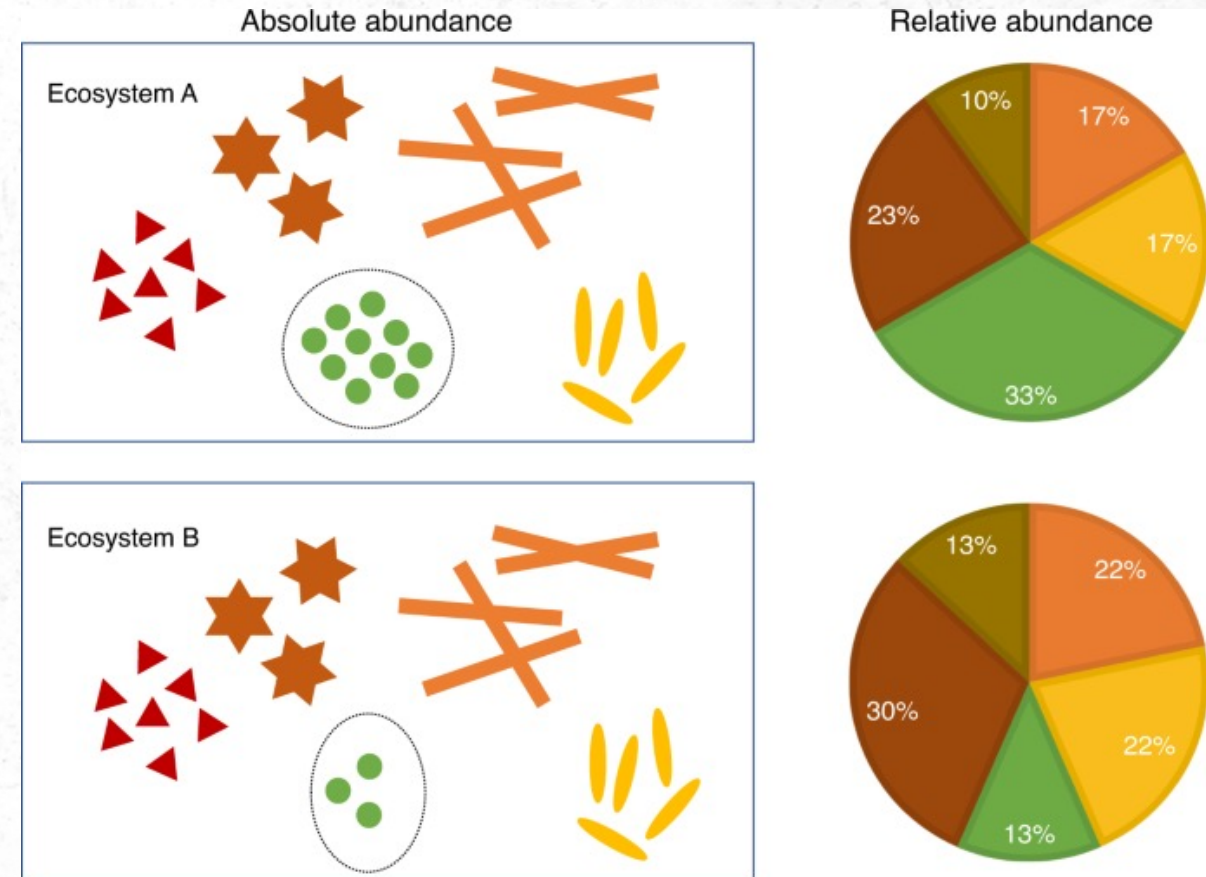 Absolute abundance
Relative abundance
Ecosystem A
10%
17%
23%
17%
33%
Ecosystem B
13%
22%
30%
22%
13%